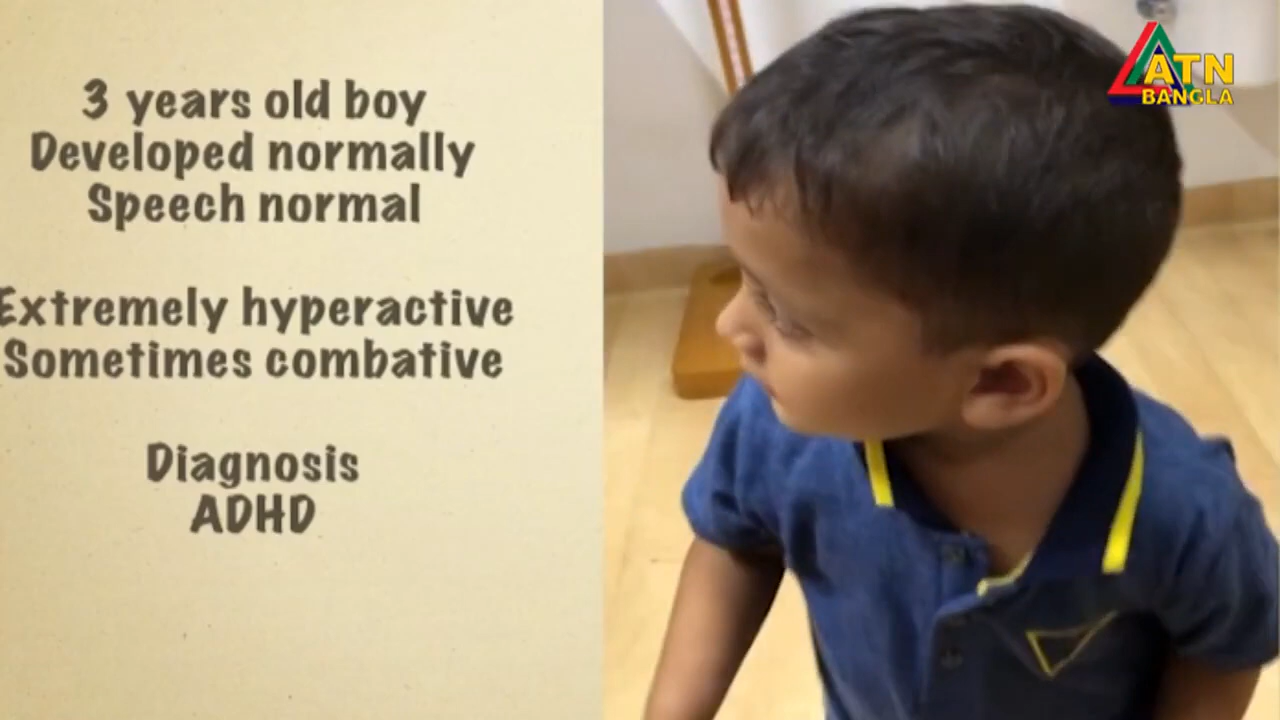 3 years old boy
Developed normally
Speech normal
Extremely hyperactive
Sometimes combative
Diagnosis
ADHD
ATN
BANGLA